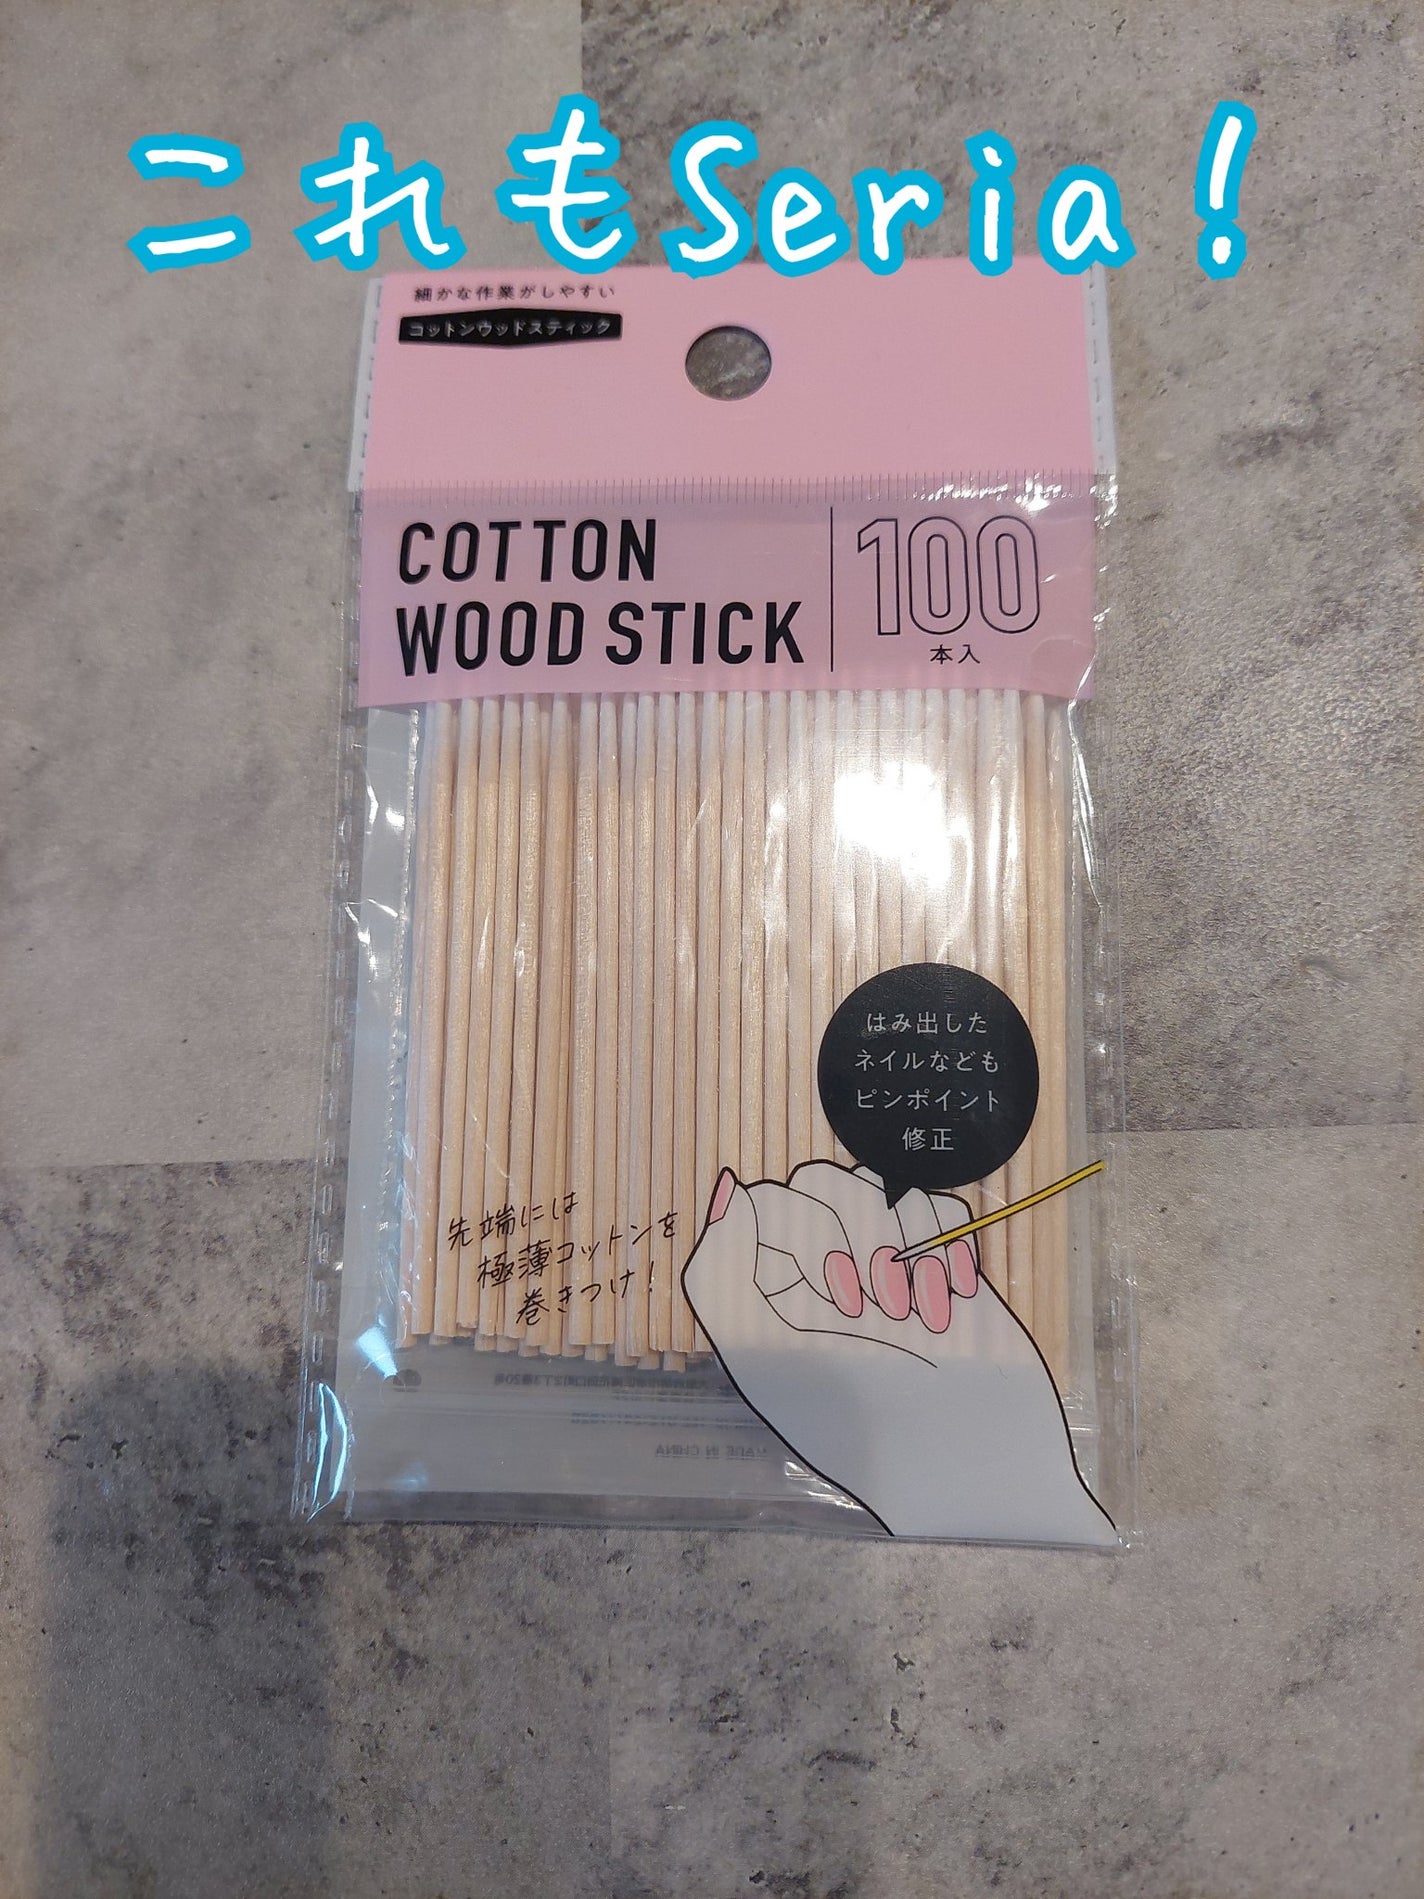 これもSeria！
細かな作業がしやすい
コットンウッドスティック
COTTON
WOOD STICK
100
本入
はみ出した
ネイルなども
ピンポイント
修正
先端には
極薄コットンを
巻きつけ！
MADE IN CHINA